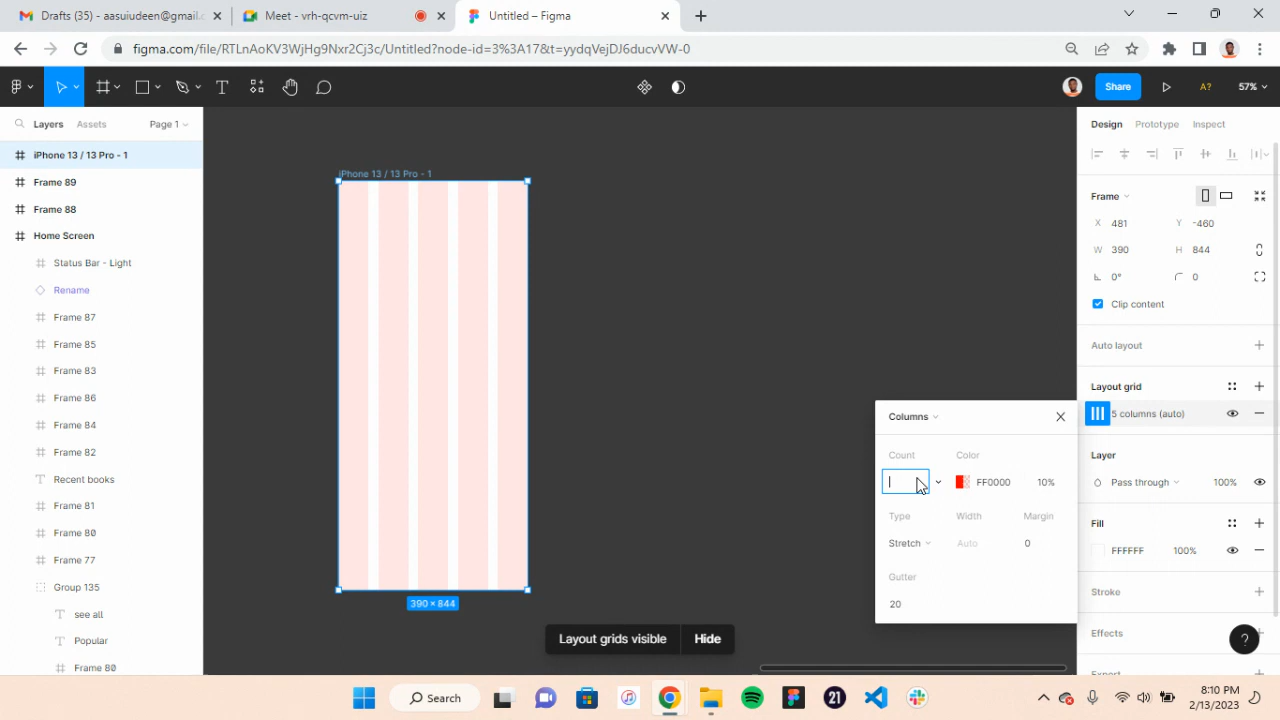 Drafts (35) - aasuiudeen@gmail.c
Meet - vrh-qcvm-uiz
Untitled – Figma
figma.com/file/RTLnAoKV3WjHg9Nxr2Cj3c/Untitled?node-id=3%3A17&t=yydqVejDJ6ducvVW-0
Share
A?
57%
Layers
Assets
Page 1
Design
Prototype
Inspect
iPhone 13 / 13 Pro - 1
Frame 89
Frame 88
Home Screen
Status Bar - Light
Rename
Frame 87
Frame 85
Frame 83
Frame 86
Frame 84
Frame 82
Recent books
Frame 81
Frame 80
Frame 77
Group 135
see all
Popular
Frame 80
iPhone 13 / 13 Pro - 1
390 × 844
Layout grids visible
Hide
Columns
Count
Color
FF0000
10%
Type
Width
Margin
Stretch
Auto
0
Gutter
20
Frame
X 481
Y -460
W 390
H 844
0°
0
Clip content
Auto layout
Layout grid
5 columns (auto)
Layer
Pass through
100%
Fill
FFFFFF
100%
Stroke
Effects
Export
?
Search
21
8:10 PM
2/13/2023